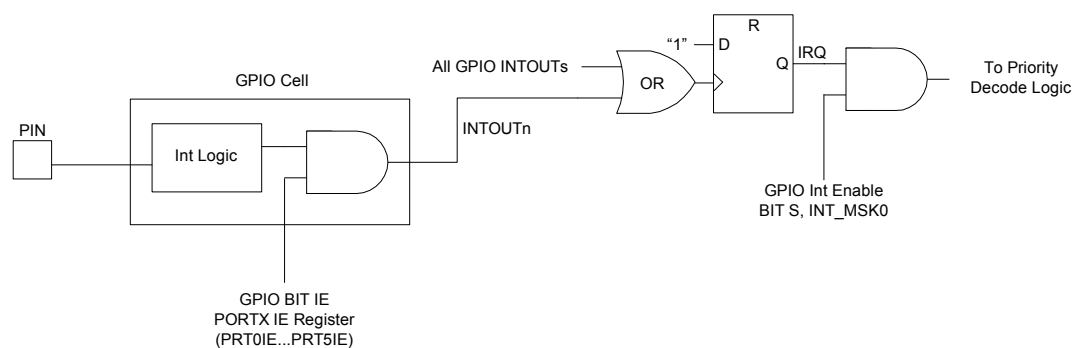 R
"1"
D
Q
IRQ
All GPIO INTOUTs
OR
To Priority
Decode Logic
GPIO Cell
INTOUTn
PIN
Int Logic
GPIO Int Enable
BIT S, INT_MSK0
GPIO BIT IE
PORTX IE Register
(PRT0IE...PRT5IE)